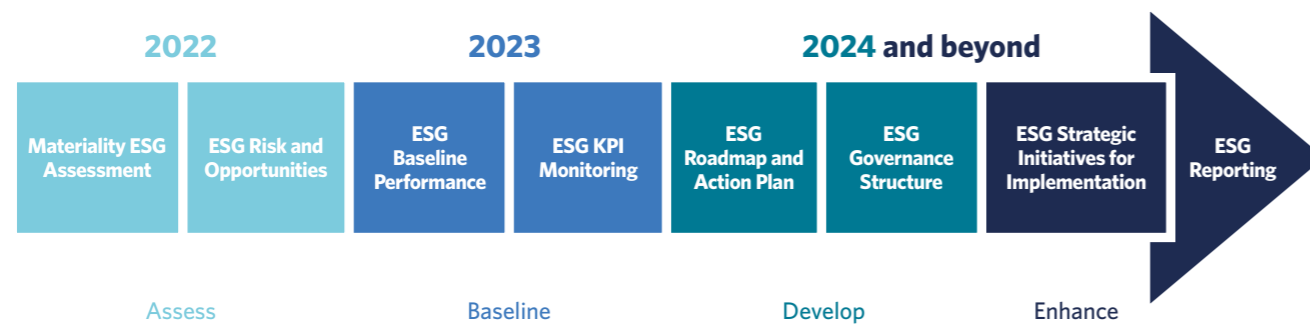 2022
2023
2024 and beyond
Materiality ESG
Assessment
ESG Risk and
Opportunities
ESG
Baseline
Performance
ESG KPI
Monitoring
ESG
Roadmap and
Action Plan
ESG
Governance
Structure
ESG Strategic
Initiatives for
Implementation
ESG
Reporting
Assess
Baseline
Develop
Enhance